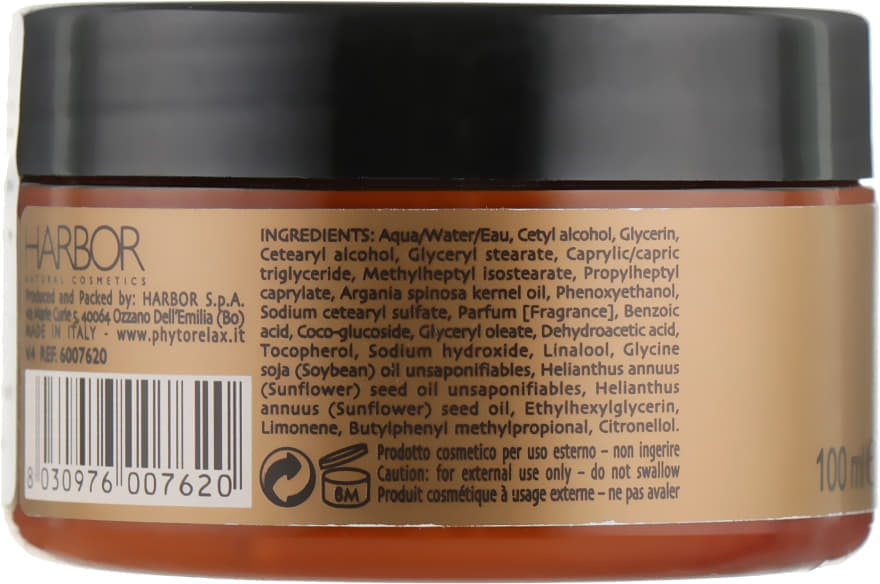 HARBOR
NATURAL COSMETICS
Produced and Packed by: HARBOR S.p.A.
Marie Curie 5, 40064 Ozzano Dell'Emilia (Bo)
MADE IN ITALY - www.phytorelax.it
V4 REF. 6007620
8 030976 007620
INGREDIENTS: Aqua/Water/Eau, Cetyl alcohol, Glycerin,
Cetearyl alcohol, Glyceryl stearate, Caprylic/capric
triglyceride, Methylheptyl isostearate, Propylheptyl
caprylate, Argania spinosa kernel oil, Phenoxyethanol,
Sodium cetearyl sulfate, Parfum [Fragrance], Benzoic
acid, Coco-glucoside, Glyceryl oleate, Dehydroacetic acid,
Tocopherol, Sodium hydroxide, Linalool, Glycine
soja (Soybean) oil unsaponifiables, Helianthus annuus
(Sunflower) seed oil unsaponifiables, Helianthus
annuus (Sunflower) seed oil, Ethylhexylglycerin,
Limonene, Butylphenyl methylpropional, Citronellol.
Prodotto cosmetico per uso esterno – non ingerire
Caution: for external use only – do not swallow
Produit cosmétique à usage externe – ne pas avaler
6M
100 ml